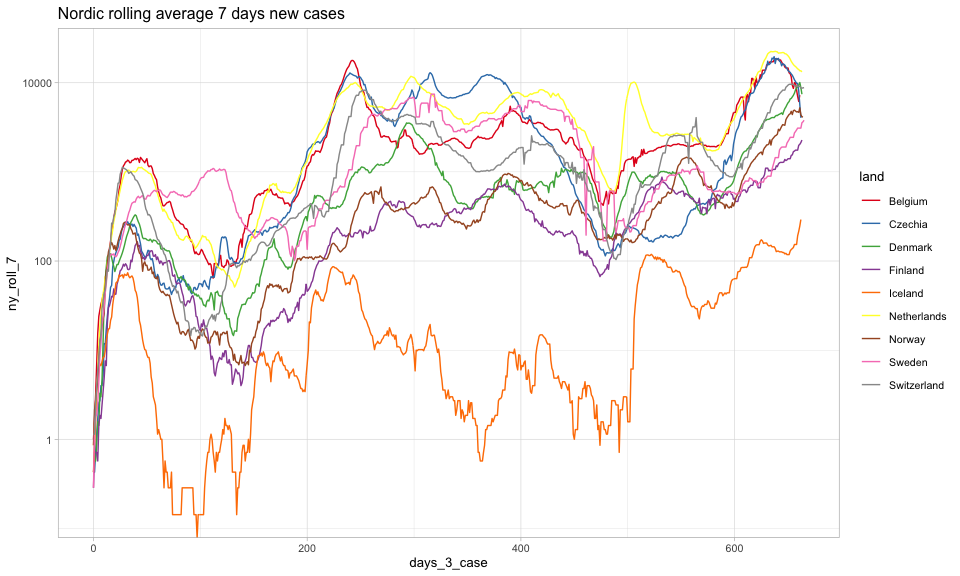 Nordic rolling average 7 days new cases
ny_roll_7
10000
100
1
0
200
400
600
days_3_case
land
Belgium
Czechia
Denmark
Finland
Iceland
Netherlands
Norway
Sweden
Switzerland